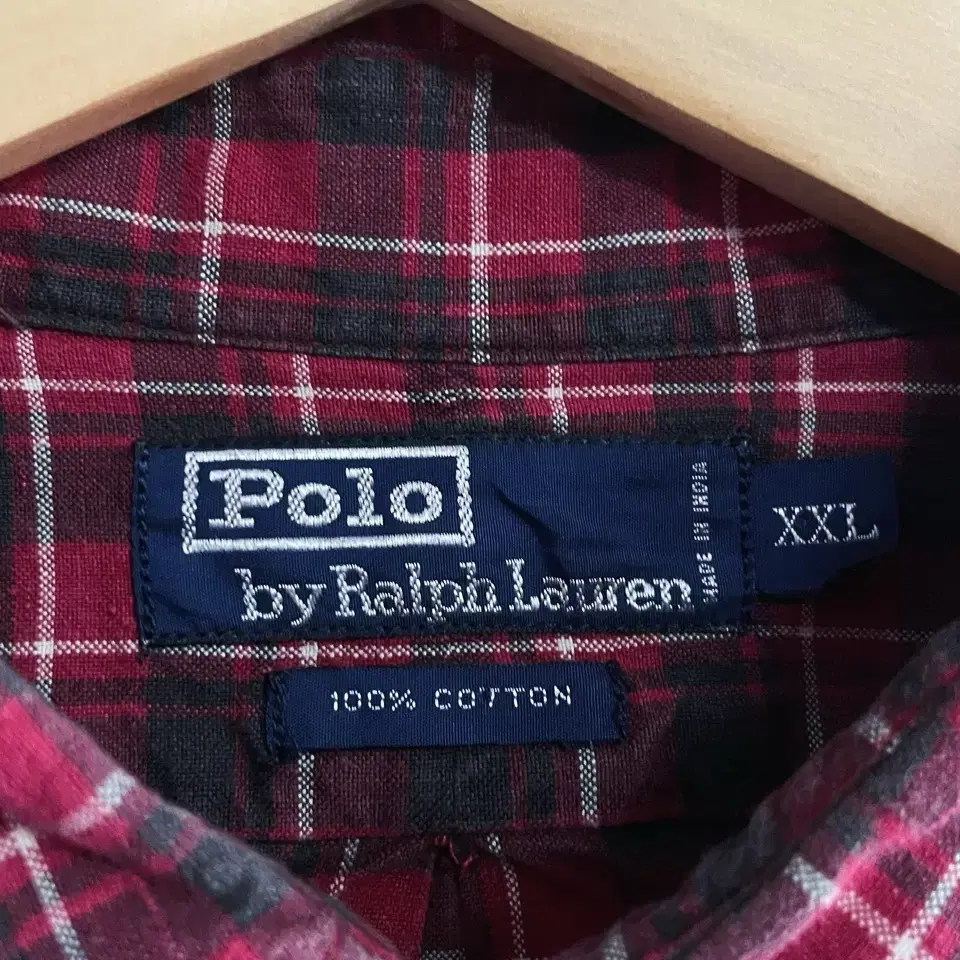 Polo
by Ralph Lauren
MADE IN INDIA
XXL
100% COTTON